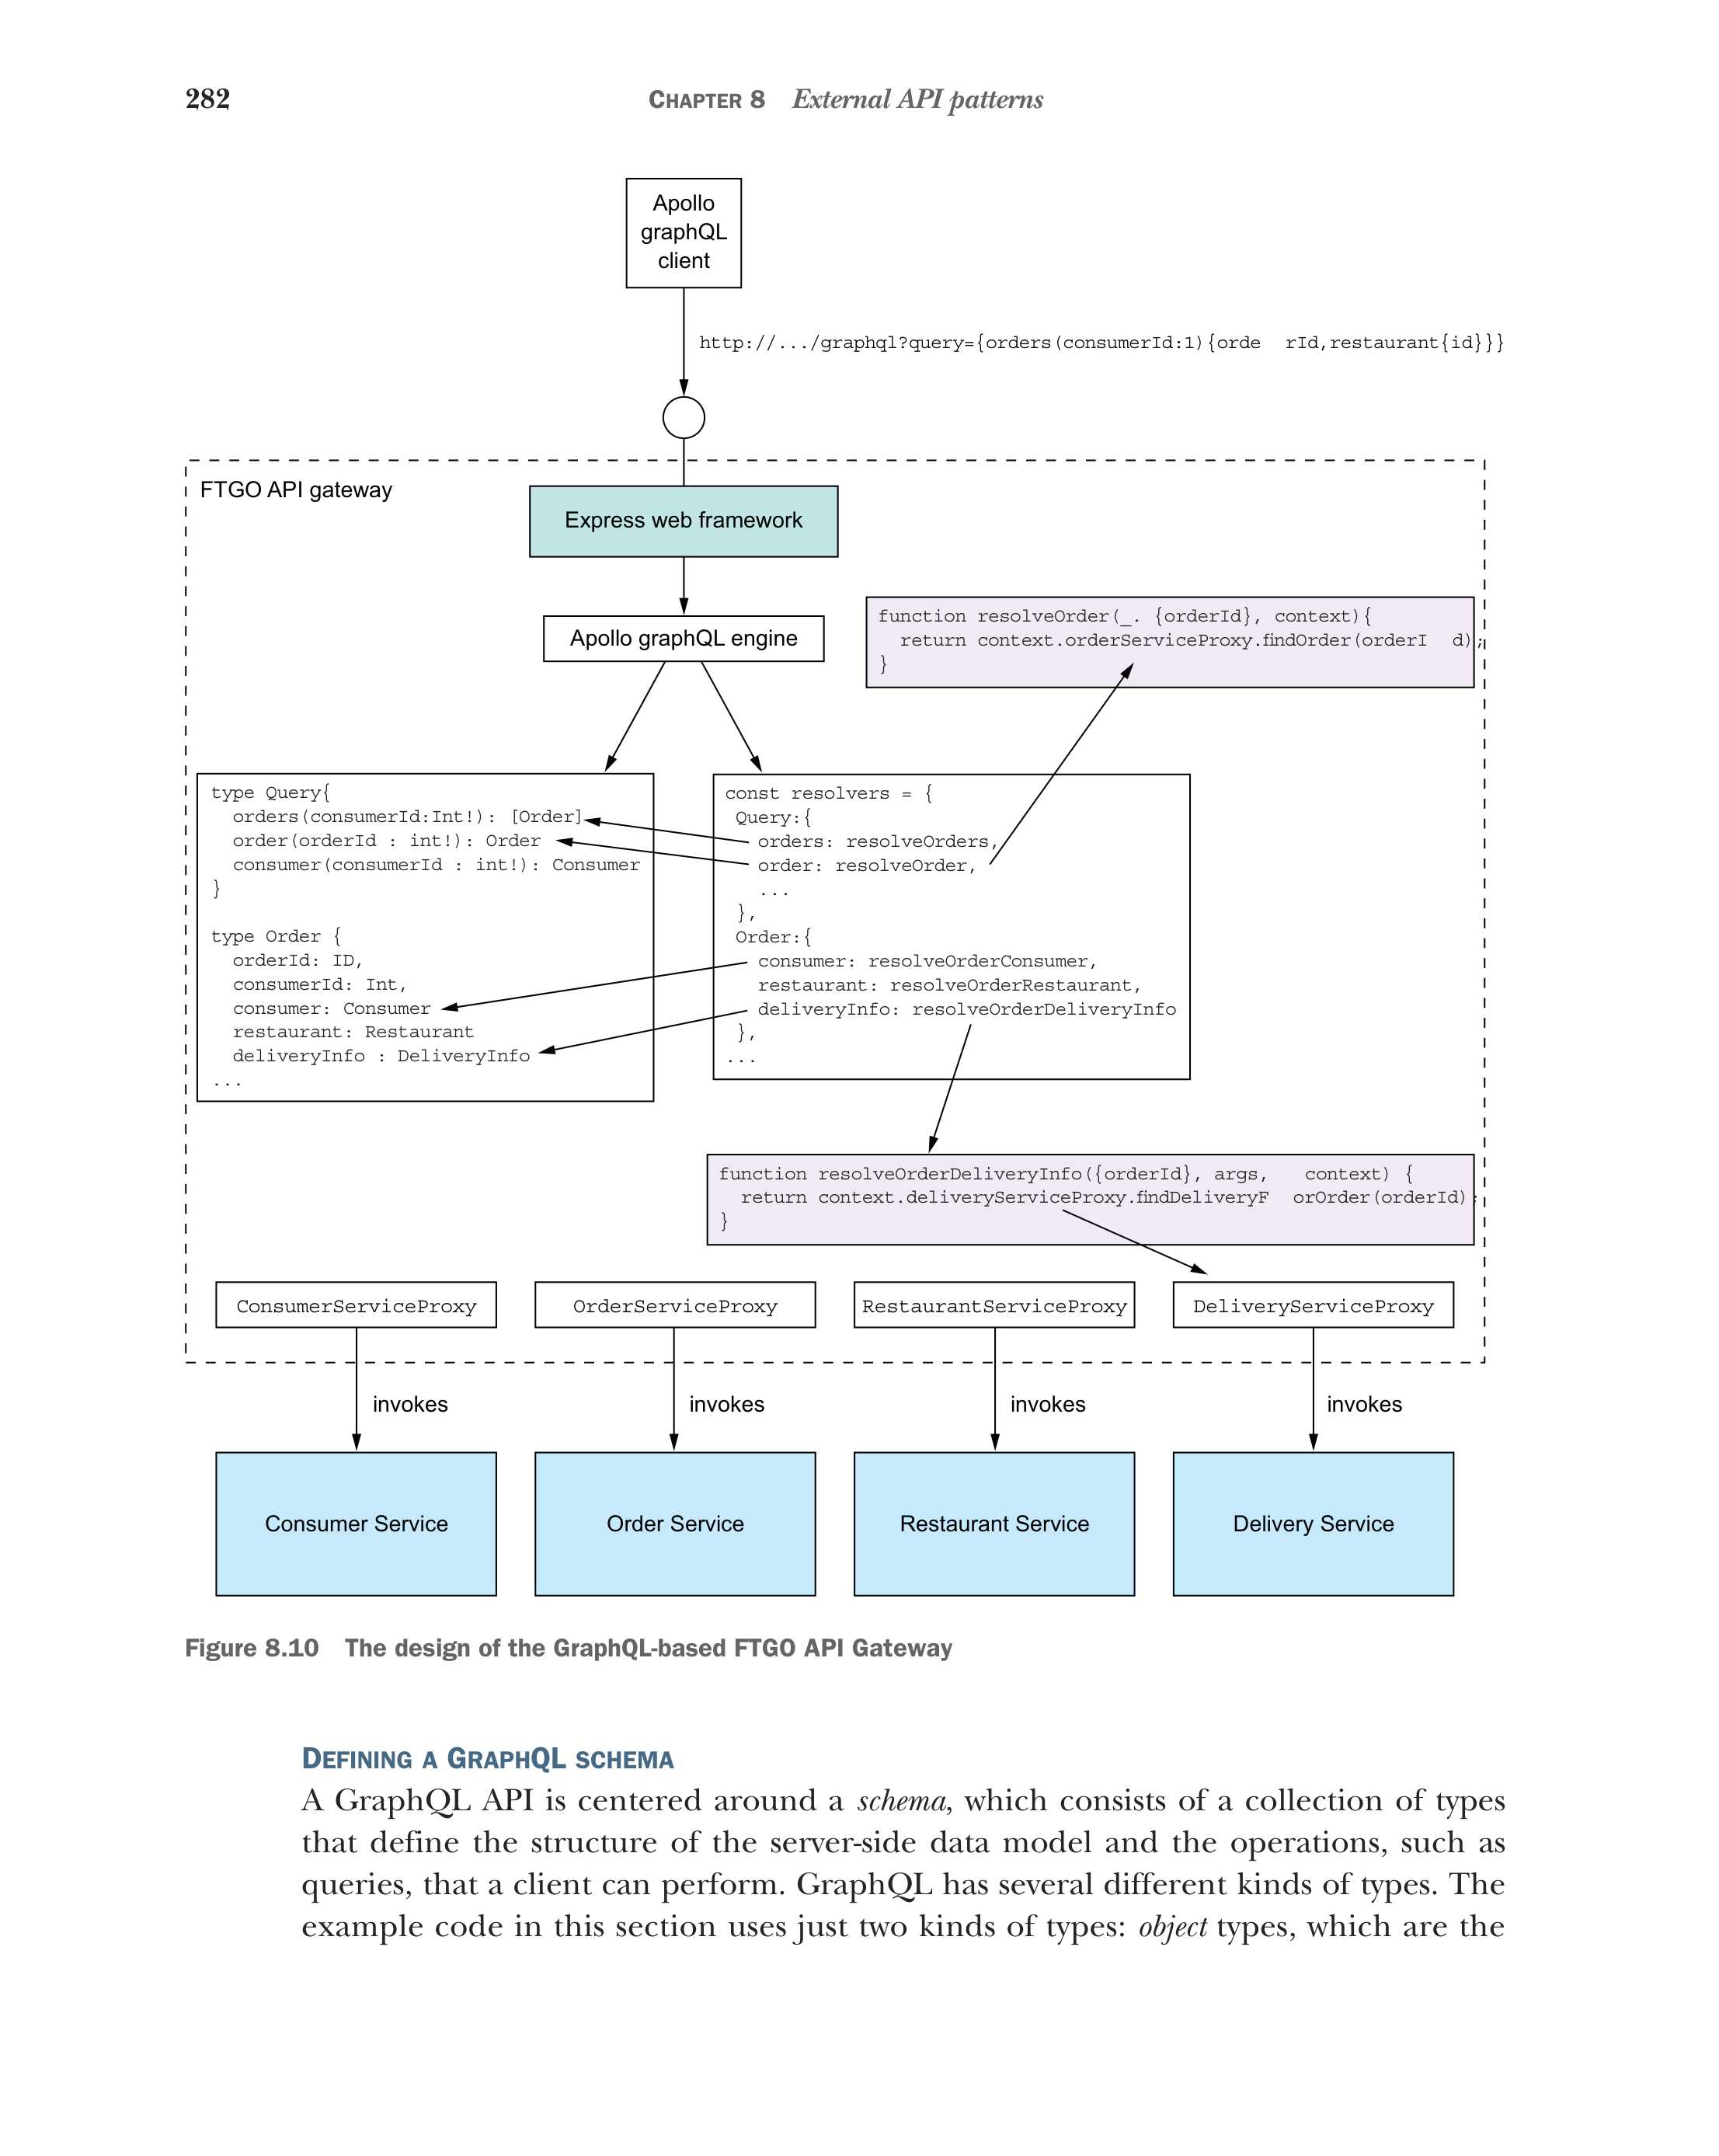 282
CHAPTER 8 External API patterns
Apollo
graphQL
client
http://.../graphql?query={orders(consumerId:1){orde rId,restaurant{id}}}
FTGO API gateway
Express web framework
Apollo graphQL engine
function resolveOrder(_. {orderId}, context){
return context.orderServiceProxy.findOrder(orderI d);
}
type Query{
orders(consumerId:Int!): [Order]
order(orderId : int!): Order
consumer(consumerId : int!): Consumer
}
type Order {
orderId: ID,
consumerId: Int,
consumer: Consumer
restaurant: Restaurant
deliveryInfo : DeliveryInfo
...
const resolvers = {
Query:{
orders: resolveOrders,
order: resolveOrder,
...
},
Order:{
consumer: resolveOrderConsumer,
restaurant: resolveOrderRestaurant,
deliveryInfo: resolveOrderDeliveryInfo
},
...
function resolveOrderDeliveryInfo({orderId}, args, context) {
return context.deliveryServiceProxy.findDeliveryF orOrder(orderId);
}
ConsumerServiceProxy
OrderServiceProxy
RestaurantServiceProxy
DeliveryServiceProxy
invokes
invokes
invokes
invokes
Consumer Service
Order Service
Restaurant Service
Delivery Service
Figure 8.10 The design of the GraphQL-based FTGO API Gateway
DEFINING A GRAPHQL SCHEMA
A GraphQL API is centered around a schema, which consists of a collection of types
that define the structure of the server-side data model and the operations, such as
queries, that a client can perform. GraphQL has several different kinds of types. The
example code in this section uses just two kinds of types: object types, which are the